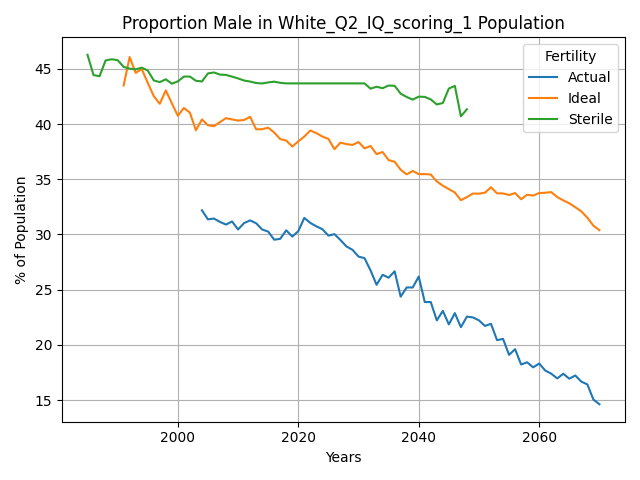 Proportion Male in White_Q2_IQ_scoring_1 Population
% of Population
45
40
35
30
25
20
15
Fertility
Actual
Ideal
Sterile
2000 2020 2040 2060
Years